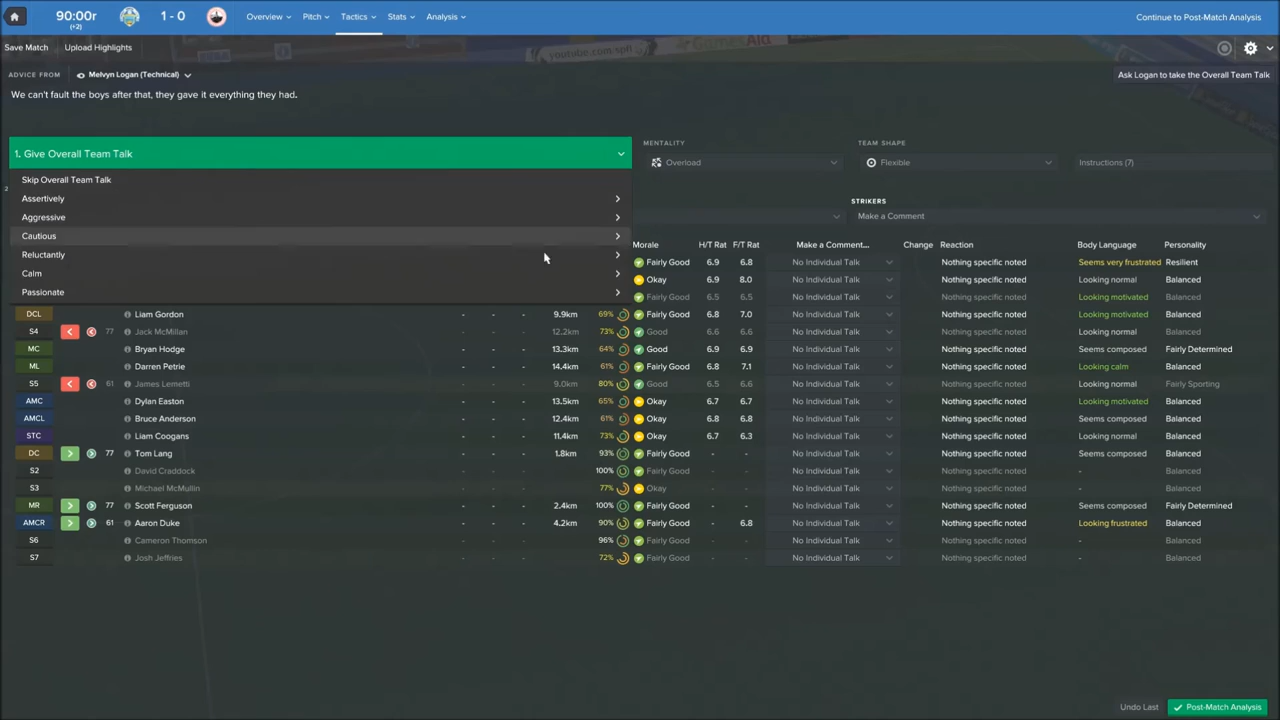 90:00r
(+2)
1 - 0
Overview
Pitch
Tactics
Stats
Analysis
Continue to Post-Match Analysis
Save Match
Upload Highlights
youtube.com/spl
ADVICE FROM
Melvyn Logan (Technical)
Ask Logan to take the Overall Team Talk
We can't fault the boys after that, they gave it everything they had.
1. Give Overall Team Talk
MENTALITY
Overload
TEAM SHAPE
Flexible
Instructions (7)
Skip Overall Team Talk
Assertively
Aggressive
Cautious
Reluctantly
Calm
Passionate
STRIKERS
Make a Comment
Morale H/T Rat F/T Rat Make a Comment... Change Reaction Body Language Personality
Fairly Good 6.9 6.8 No Individual Talk Nothing specific noted Seems very frustrated Resilient
Okay 6.9 8.0 No Individual Talk Nothing specific noted Looking normal Balanced
Fairly Good 6.5 6.5 No Individual Talk Nothing specific noted Looking motivated Balanced
DCL Liam Gordon - - - 9.9km 69% Fairly Good 6.8 7.0 No Individual Talk Nothing specific noted Looking motivated Balanced
S4 77 Jack McMillan - - - 12.2km 73% Good 6.6 6.6 No Individual Talk Nothing specific noted Looking normal Balanced
MC Bryan Hodge - - - 13.3km 64% Good 6.9 6.9 No Individual Talk Nothing specific noted Seems composed Fairly Determined
ML Darren Petrie - - - 14.4km 61% Fairly Good 6.8 7.1 No Individual Talk Nothing specific noted Looking calm Balanced
S5 61 James Lemetti - - - 9.0km 80% Good 6.5 6.6 No Individual Talk Nothing specific noted Looking normal Fairly Sporting
AMC Dylan Easton - - - 13.5km 65% Okay 6.7 6.7 No Individual Talk Nothing specific noted Looking motivated Balanced
AMCL Bruce Anderson - - - 12.4km 61% Okay 6.8 6.8 No Individual Talk Nothing specific noted Seems composed Balanced
STC Liam Coogans - - - 11.4km 73% Okay 6.7 6.3 No Individual Talk Nothing specific noted Looking normal Balanced
DC 77 Tom Lang - - - 1.8km 93% Fairly Good - - No Individual Talk Nothing specific noted Seems composed Balanced
S2 David Craddock 100% Fairly Good - - No Individual Talk Nothing specific noted - Balanced
S3 Michael McMullin 77% Okay - - No Individual Talk Nothing specific noted - Balanced
MR 77 Scott Ferguson - - - 2.4km 100% Fairly Good - - No Individual Talk Nothing specific noted Seems composed Fairly Determined
AMCR 61 Aaron Duke - - - 4.2km 90% Fairly Good - 6.8 No Individual Talk Nothing specific noted Looking frustrated Balanced
S6 Cameron Thomson 96% Fairly Good - - No Individual Talk Nothing specific noted - Balanced
S7 Josh Jeffries 72% Fairly Good - - No Individual Talk Nothing specific noted - Balanced
Undo Last
Post-Match Analysis